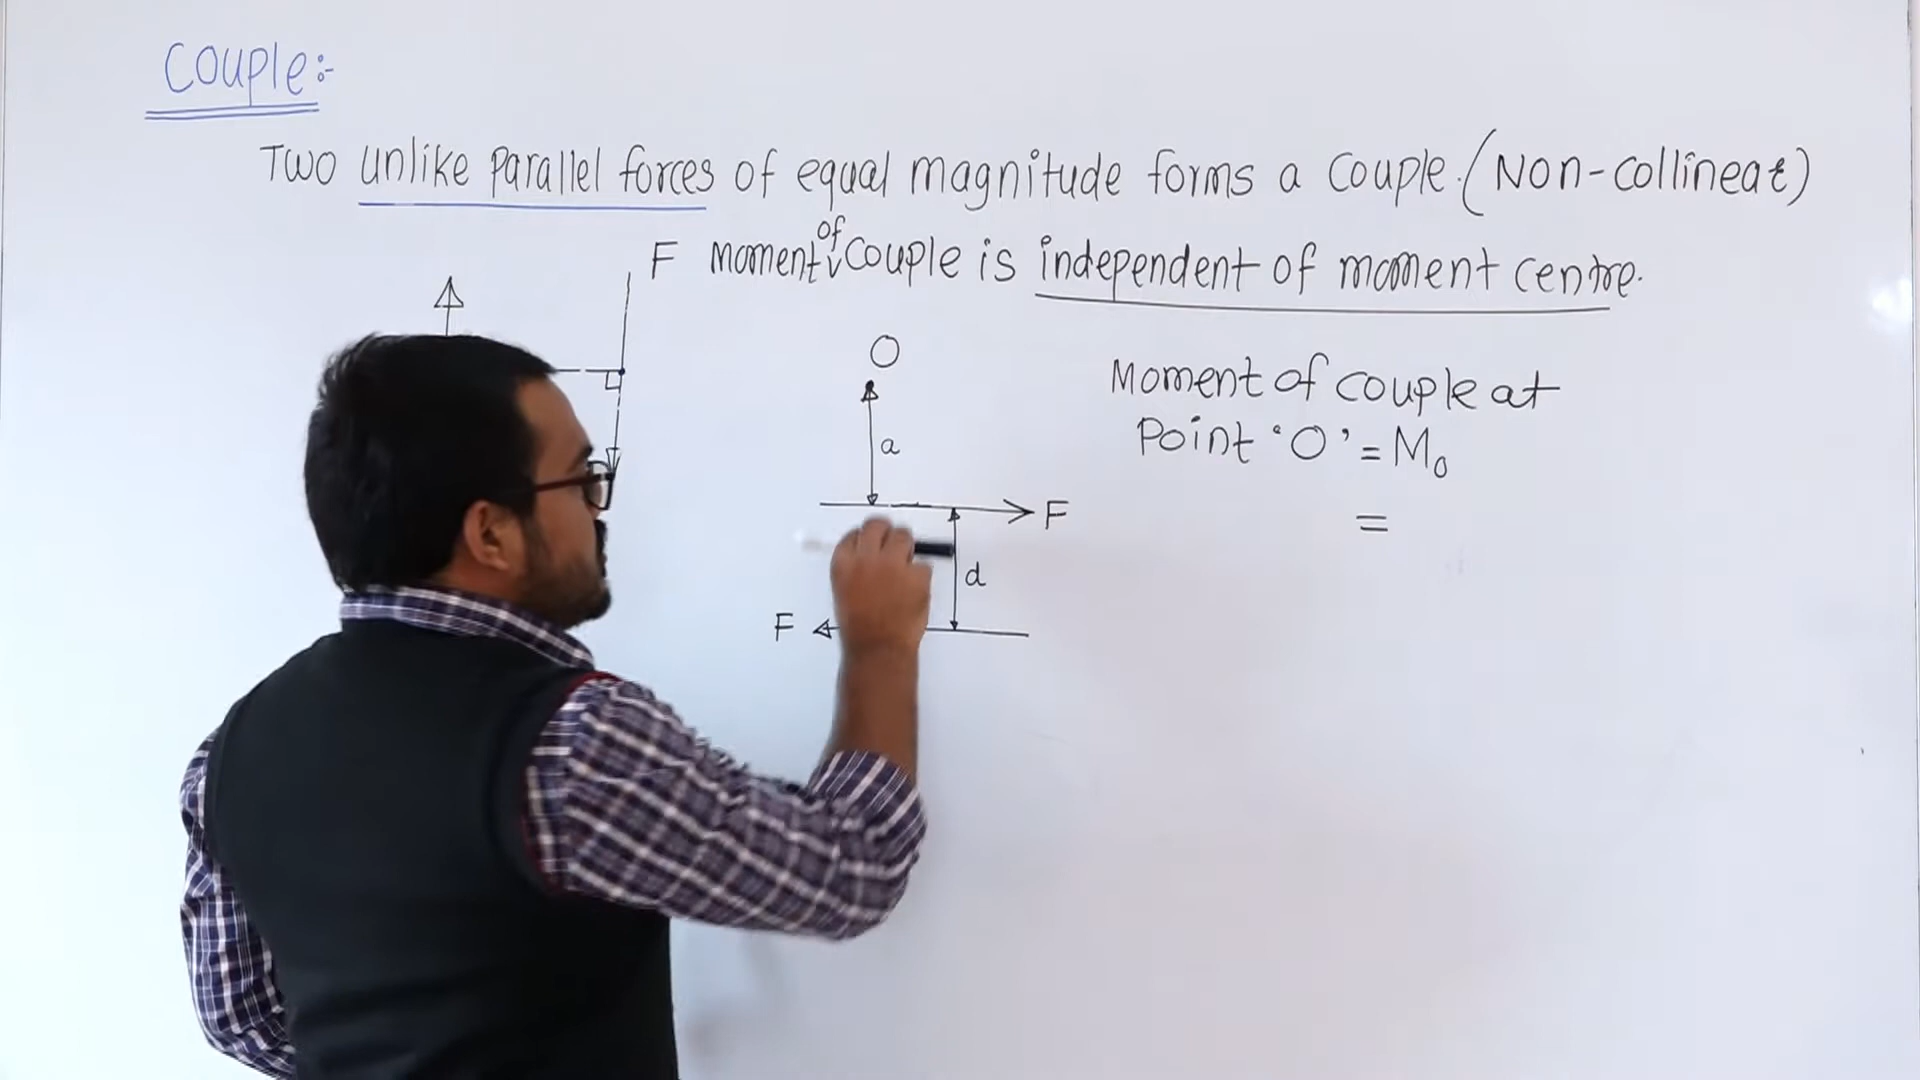 Couple:-
Two unlike parallel forces of equal magnitude forms a couple. (Non-collinear)
F Moment of Couple is independent of moment centre.
O
a
F
d
F
Moment of couple at
Point 'O' = M₀
=